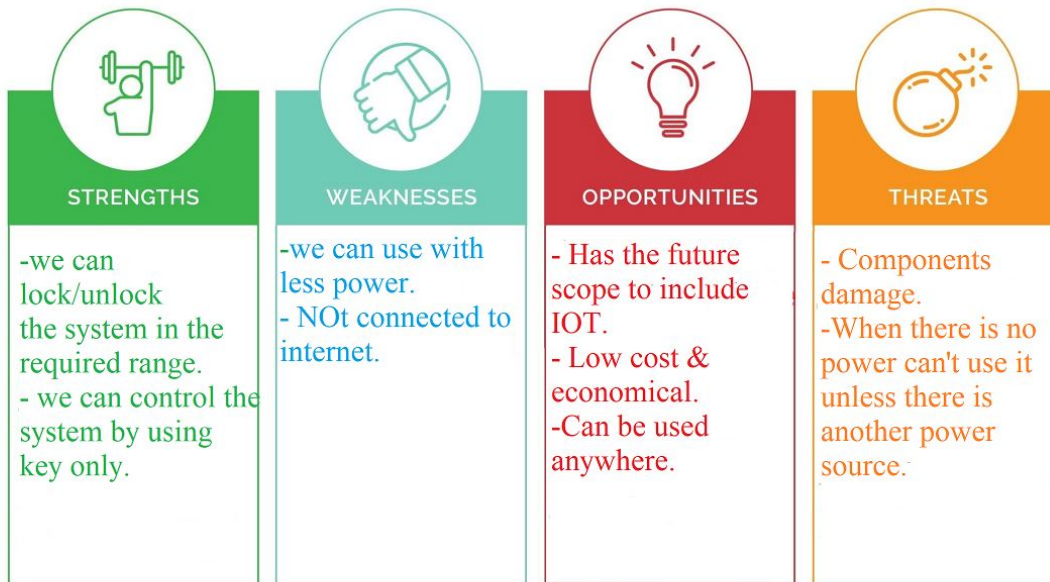 STRENGTHS
-we can
lock/unlock
the system in the
required range.
- we can control the
system by using
key only.
WEAKNESSES
-we can use with
less power.
- NOt connected to
internet.
OPPORTUNITIES
- Has the future
scope to include
IOT.
- Low cost &
economical.
-Can be used
anywhere.
THREATS
- Components
damage.
-When there is no
power can't use it
unless there is
another power
source.